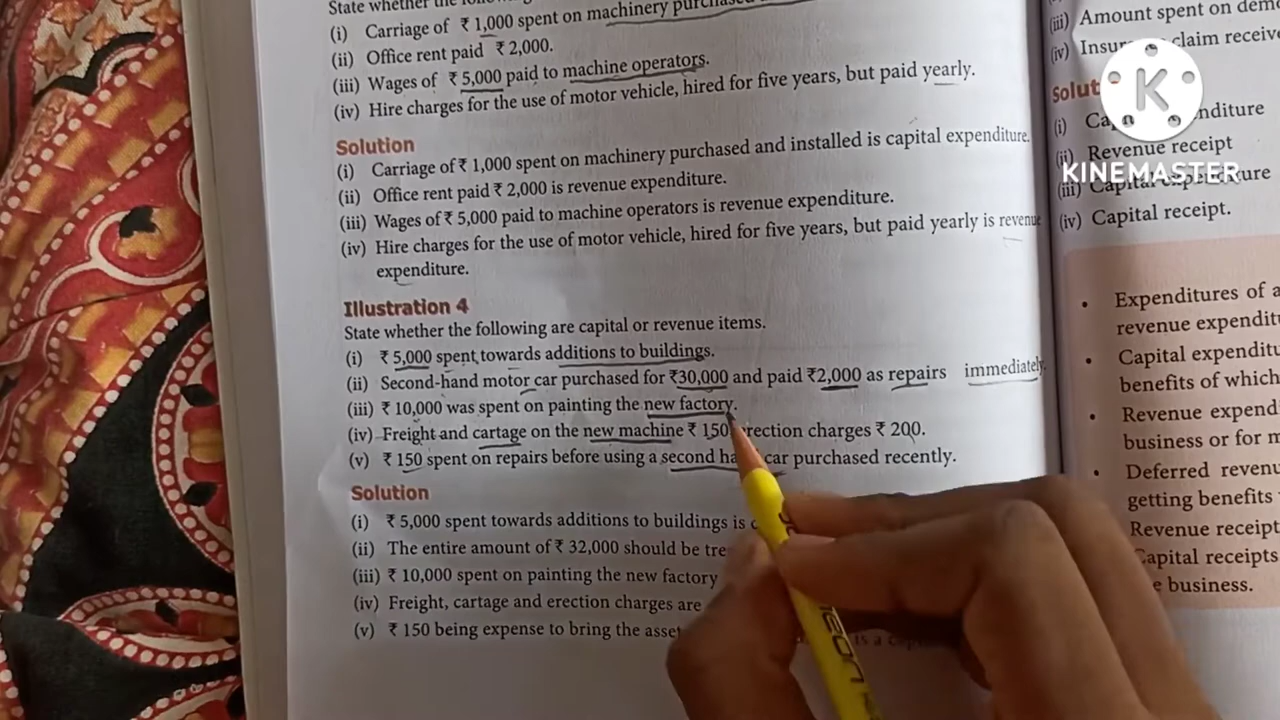 State whether the
(i) Carriage of ₹ 1,000 spent on machinery
(ii) Office rent paid ₹ 2,000.
(iii) Wages of ₹ 5,000 paid to machine operators.
(iv) Hire charges for the use of motor vehicle, hired for five years, but paid yearly.
Solution
(i) Carriage of ₹ 1,000 spent on machinery purchased and installed is capital expenditure.
(ii) Office rent paid ₹ 2,000 is revenue expenditure.
(iii) Wages of ₹ 5,000 paid to machine operators is revenue expenditure.
(iv) Hire charges for the use of motor vehicle, hired for five years, but paid yearly is revenue
expenditure.
Illustration 4
State whether the following are capital or revenue items.
(i) ₹ 5,000 spent towards additions to buildings.
(ii) Second-hand motor car purchased for ₹30,000 and paid ₹2,000 as repairs immediately.
(iii) ₹ 10,000 was spent on painting the new factory.
(iv) Freight and cartage on the new machine ₹ 150 erection charges ₹ 200.
(v) ₹ 150 spent on repairs before using a second car purchased recently.
Solution
(i) ₹ 5,000 spent towards additions to buildings is
(ii) The entire amount of ₹ 32,000 should be
(iii) ₹ 10,000 spent on painting the new factory
(iv) Freight, cartage and erection charges are
(v) ₹ 150 being expense to bring the
(iii) Amount spent on
(iv) claim
(i)
(ii) Revenue receipt
(iii) Capital expenditure
(iv) Capital receipt.
• Expenditures of
revenue
• Capital
benefits of which
• Revenue
business or for
• Deferred
getting benefits
Revenue
Capital receipts
business.
K
KINEMASTER